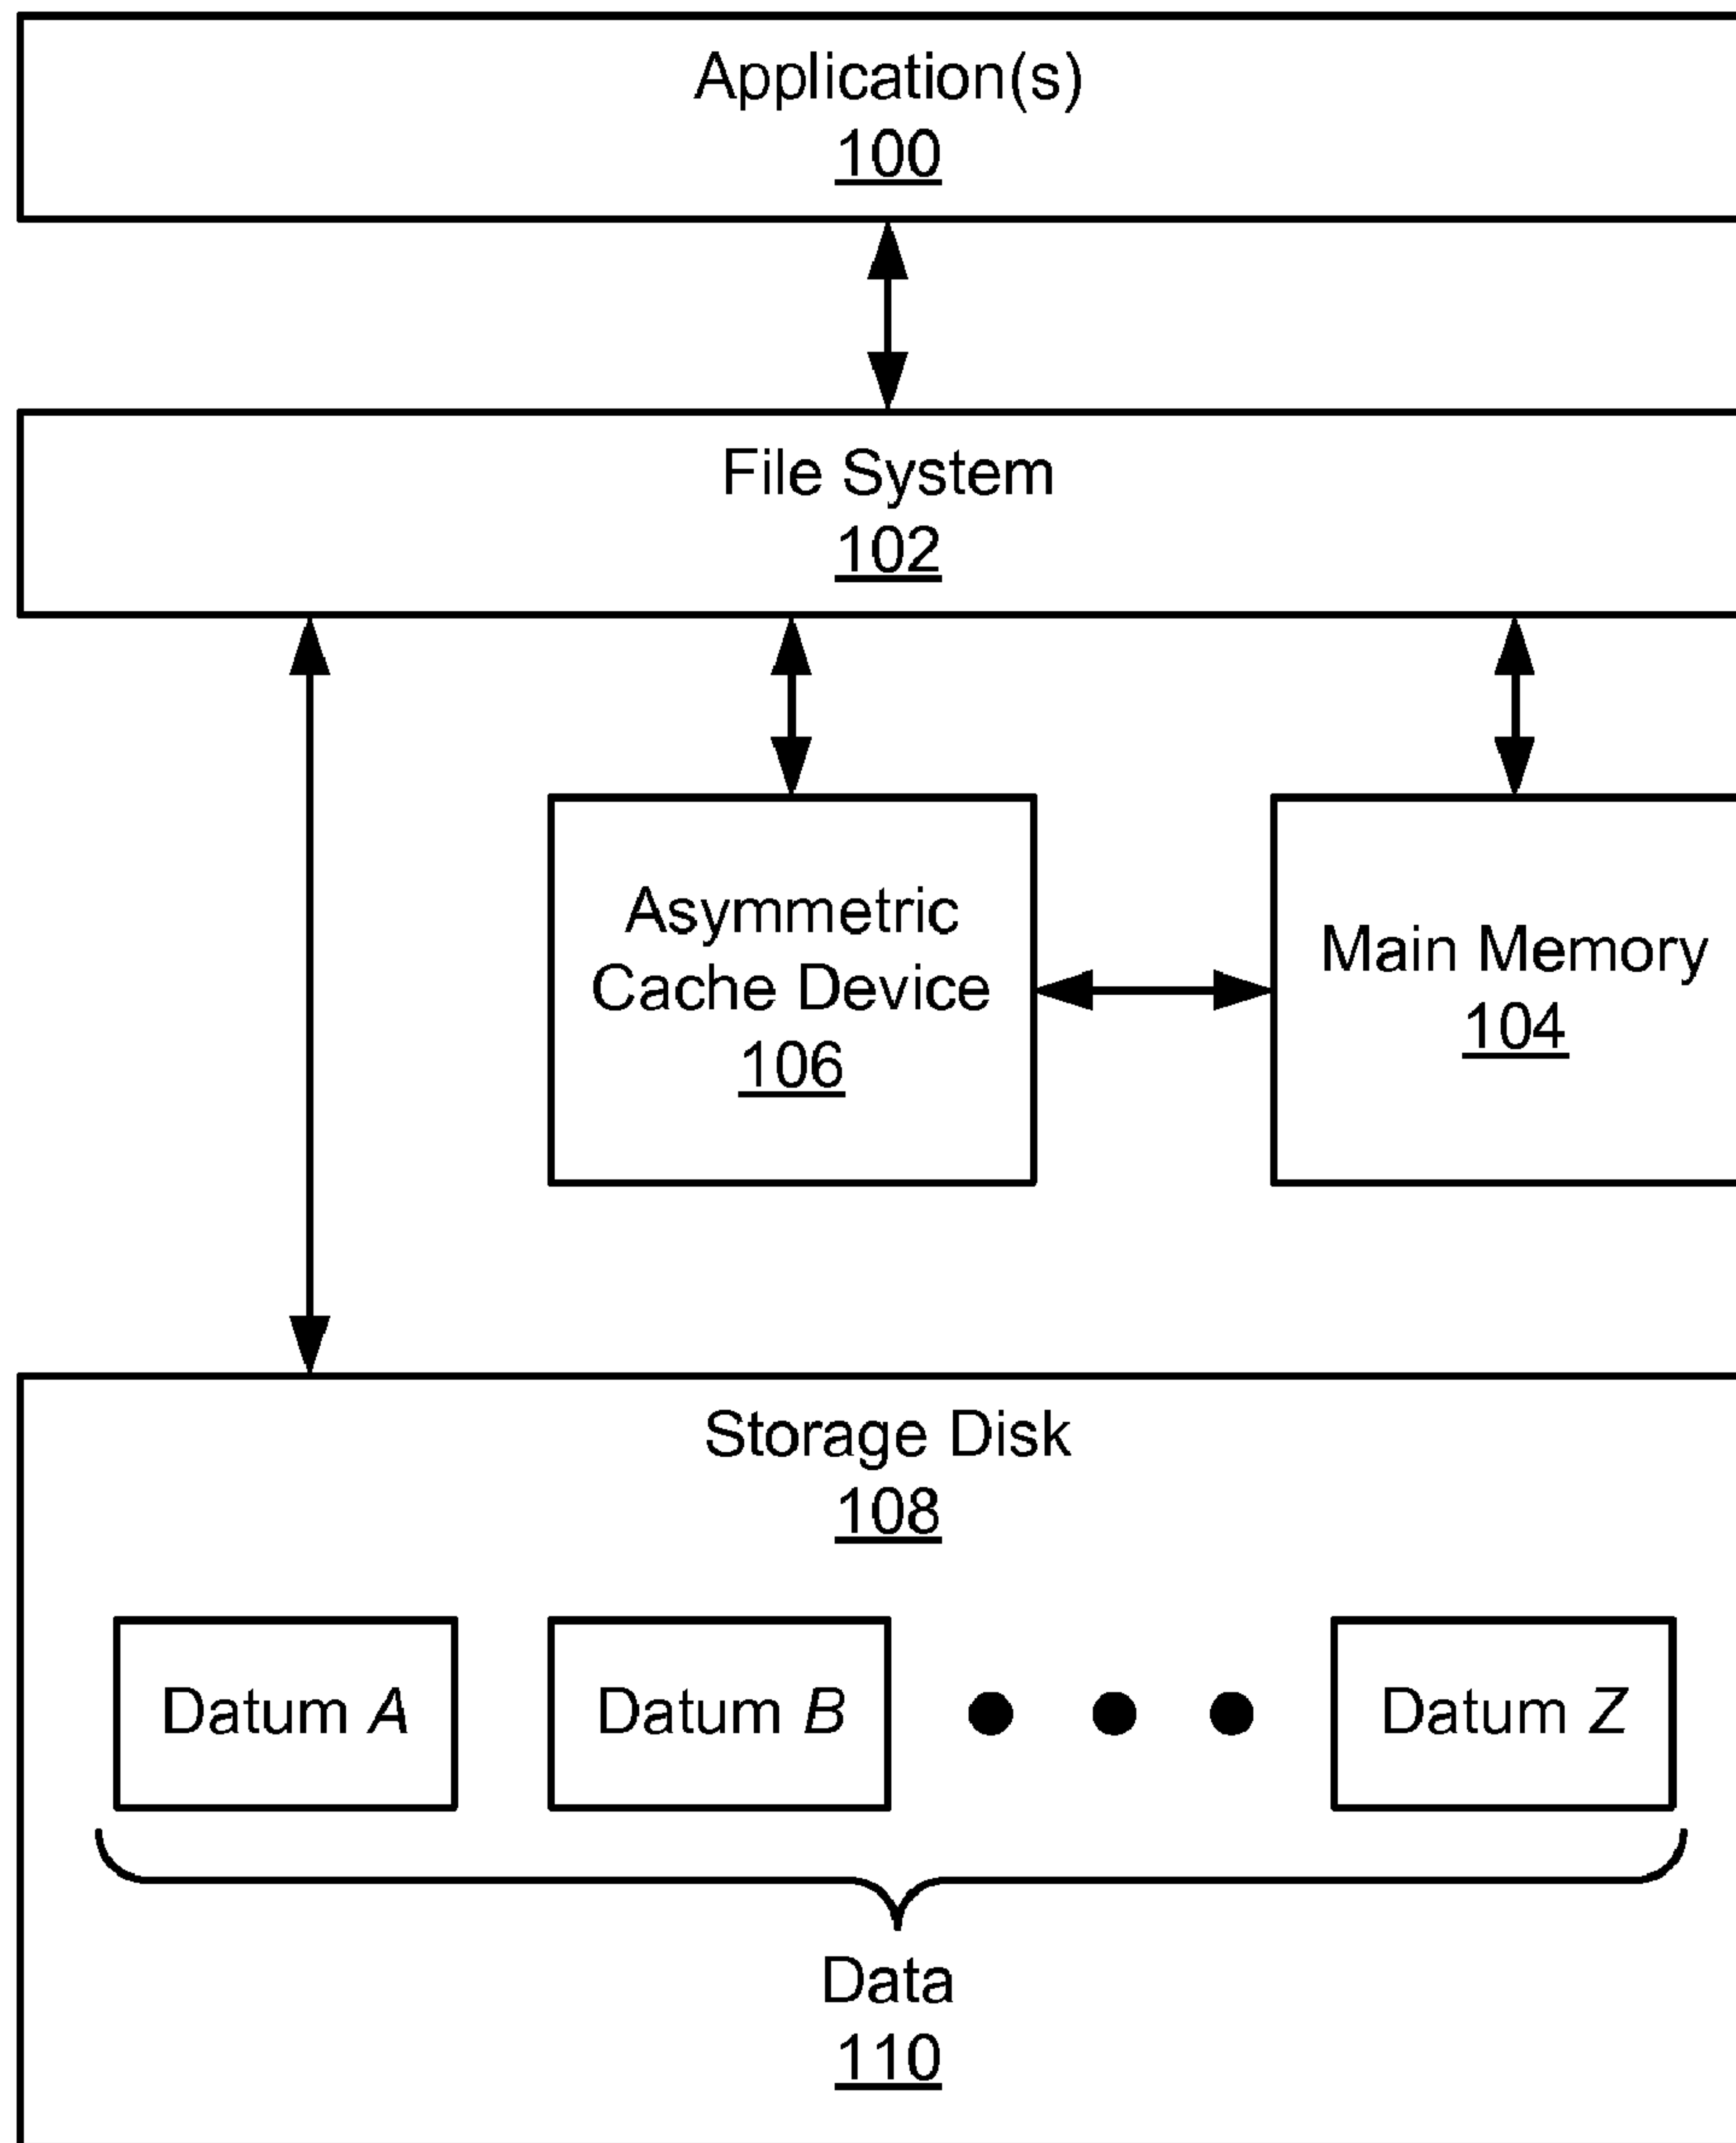 Application(s)
100
File System
102
Asymmetric
Cache Device
106
Main Memory
104
Storage Disk
108
Datum A
Datum B
Datum Z
Data
110